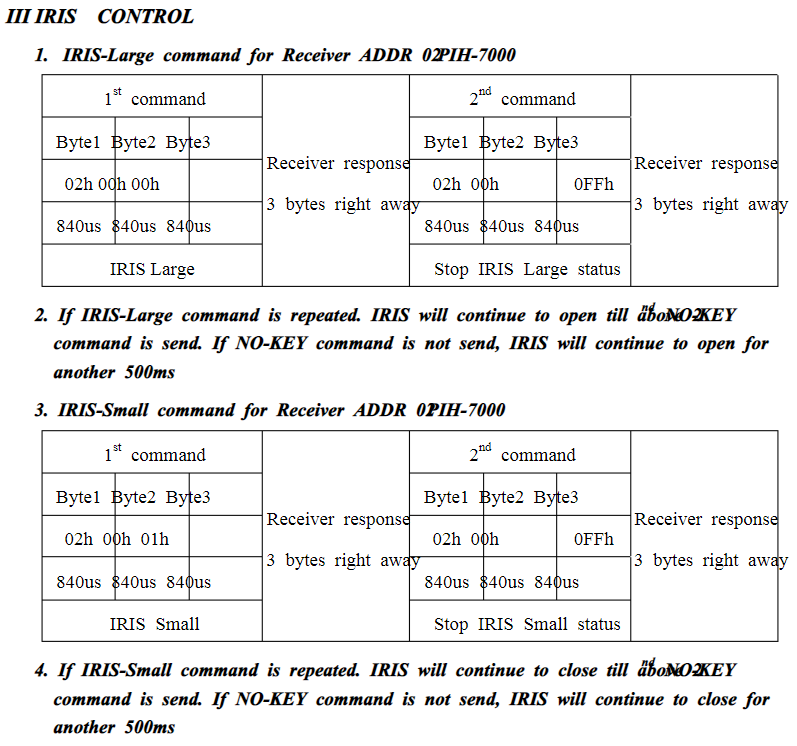 III IRIS CONTROL
1. IRIS-Large command for Receiver ADDR 02PIH-7000
1st command
2nd command
Byte1 Byte2 Byte3
Byte1 Byte2 Byte3
Receiver response
Receiver response
02h 00h 00h
02h 00h 0FFh
3 bytes right away
3 bytes right away
840us 840us 840us
840us 840us 840us
IRIS Large
Stop IRIS Large status
2. If IRIS-Large command is repeated. IRIS will continue to open till above 2nd NO-KEY
command is send. If NO-KEY command is not send, IRIS will continue to open for
another 500ms
3. IRIS-Small command for Receiver ADDR 02PIH-7000
1st command
2nd command
Byte1 Byte2 Byte3
Byte1 Byte2 Byte3
Receiver response
Receiver response
02h 00h 01h
02h 00h 0FFh
3 bytes right away
3 bytes right away
840us 840us 840us
840us 840us 840us
IRIS Small
Stop IRIS Small status
4. If IRIS-Small command is repeated. IRIS will continue to close till above 2nd NO-KEY
command is send. If NO-KEY command is not send, IRIS will continue to close for
another 500ms